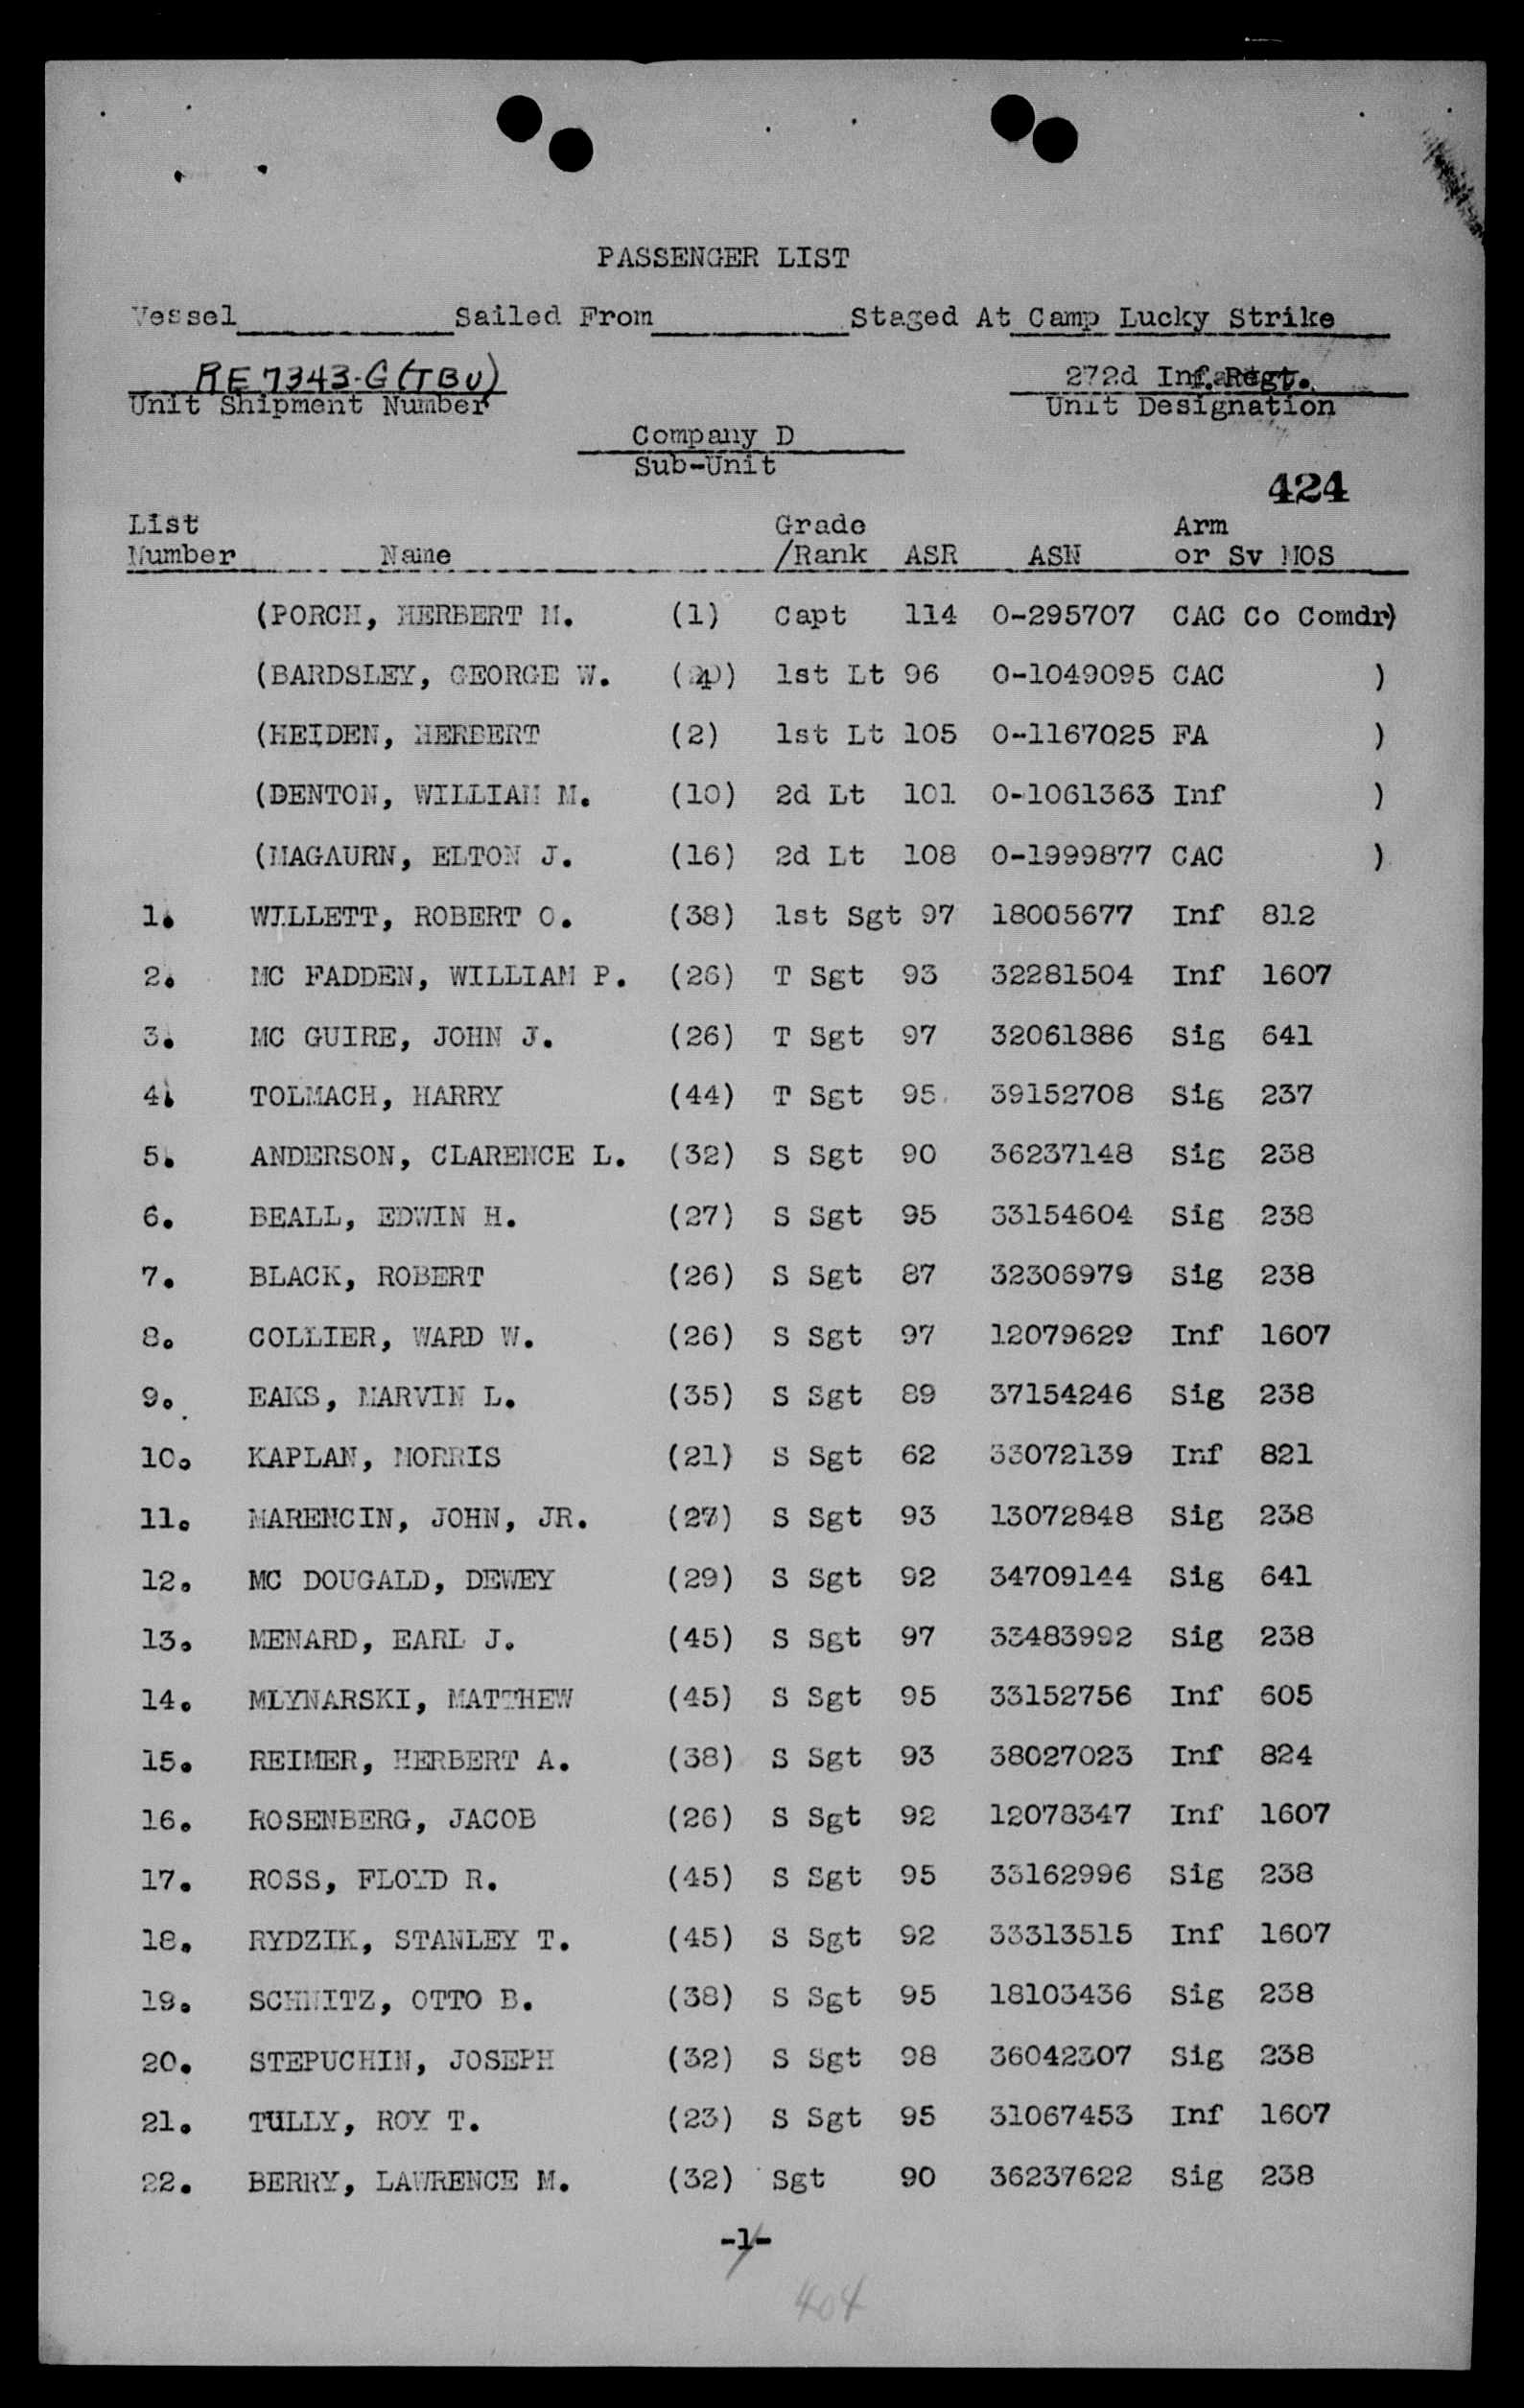 PASSENGER LIST
Vessel____________Sailed From____________Staged At Camp Lucky Strike
RE 7343-G (TBU) 272d Inf. Regt.
Unit Shipment Number Unit Designation
Company D
Sub-Unit
424
List Grade Arm
Number Name /Rank ASR ASN or Sv MOS
(PORCH, HERBERT M. (1) Capt 114 0-295707 CAC Co Comdr)
(BARDSLEY, GEORGE W. 1st Lt 96 0-1049095 CAC )
(HEIDEN, HERBERT (2) 1st Lt 105 0-1167025 FA )
(DENTON, WILLIAM M. (10) 2d Lt 101 0-1061363 Inf )
(MAGAURN, ELTON J. (16) 2d Lt 108 0-1999877 CAC )
1. WILLETT, ROBERT O. (38) 1st Sgt 97 18005677 Inf 812
2. MC FADDEN, WILLIAM P. (26) T Sgt 93 32281504 Inf 1607
3. MC GUIRE, JOHN J. (26) T Sgt 97 32061886 Sig 641
4. TOLMACH, HARRY (44) T Sgt 95 39152708 Sig 237
5. ANDERSON, CLARENCE L. (32) S Sgt 90 36237148 Sig 238
6. BEALL, EDWIN H. (27) S Sgt 95 33154604 Sig 238
7. BLACK, ROBERT (26) S Sgt 87 32306979 Sig 238
8. COLLIER, WARD W. (26) S Sgt 97 12079629 Inf 1607
9. EAKS, MARVIN L. (35) S Sgt 89 37154246 Sig 238
10. KAPLAN, MORRIS (21) S Sgt 62 33072139 Inf 821
11. MARENCIN, JOHN, JR. (27) S Sgt 93 13072848 Sig 238
12. MC DOUGALD, DEWEY (29) S Sgt 92 34709144 Sig 641
13. MENARD, EARL J. (45) S Sgt 97 33483992 Sig 238
14. MLYNARSKI, MATTHEW (45) S Sgt 95 33152756 Inf 605
15. REIMER, HERBERT A. (38) S Sgt 93 38027023 Inf 824
16. ROSENBERG, JACOB (26) S Sgt 92 12078347 Inf 1607
17. ROSS, FLOYD R. (45) S Sgt 95 33162996 Sig 238
18. RYDZIK, STANLEY T. (45) S Sgt 92 33313515 Inf 1607
19. SCHMITZ, OTTO B. (38) S Sgt 95 18103436 Sig 238
20. STEPUCHIN, JOSEPH (32) S Sgt 98 36042307 Sig 238
21. TULLY, ROY T. (23) S Sgt 95 31067453 Inf 1607
22. BERRY, LAWRENCE M. (32) Sgt 90 36237622 Sig 238
-1-
404